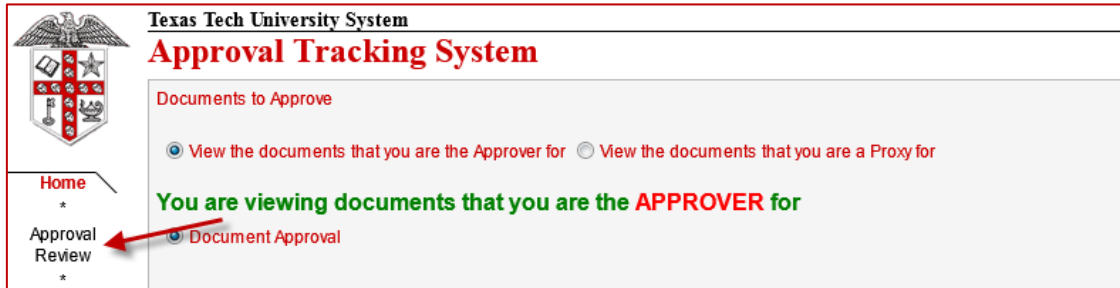 Texas Tech University System
Approval Tracking System
Documents to Approve
View the documents that you are the Approver for View the documents that you are a Proxy for
You are viewing documents that you are the APPROVER for
Document Approval
Home
*
Approval
Review
*